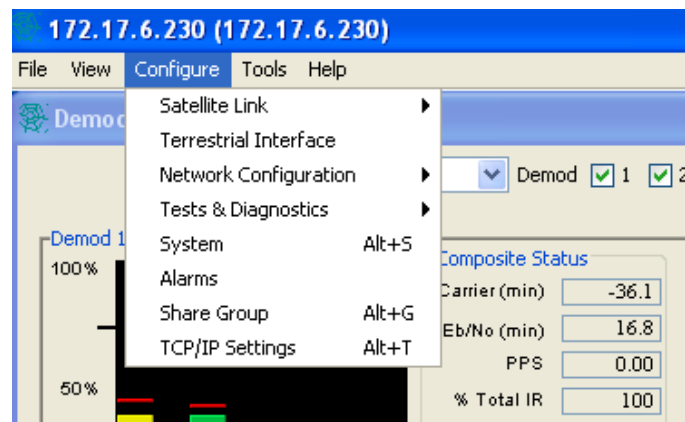 172.17.6.230 (172.17.6.230)
File View Configure Tools Help
Satellite Link
Terrestrial Interface
Network Configuration
Tests & Diagnostics
System Alt+S
Alarms
Share Group Alt+G
TCP/IP Settings Alt+T
Demod 1 2
Demod 1
100%
50%
Composite Status
Carrier (min) -36.1
Eb/No (min) 16.8
PPS 0.00
% Total IR 100